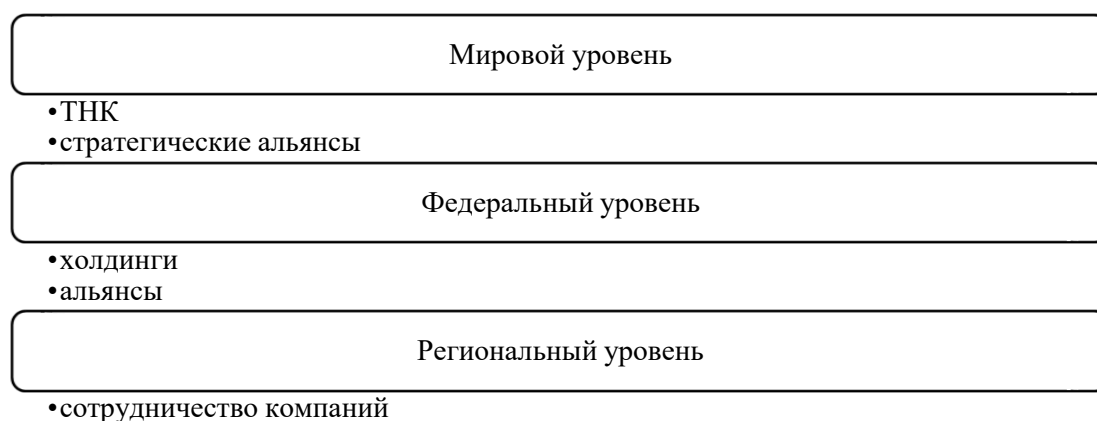 Мировой уровень
•ТНК
•стратегические альянсы
Федеральный уровень
•холдинги
•альянсы
Региональный уровень
•сотрудничество компаний